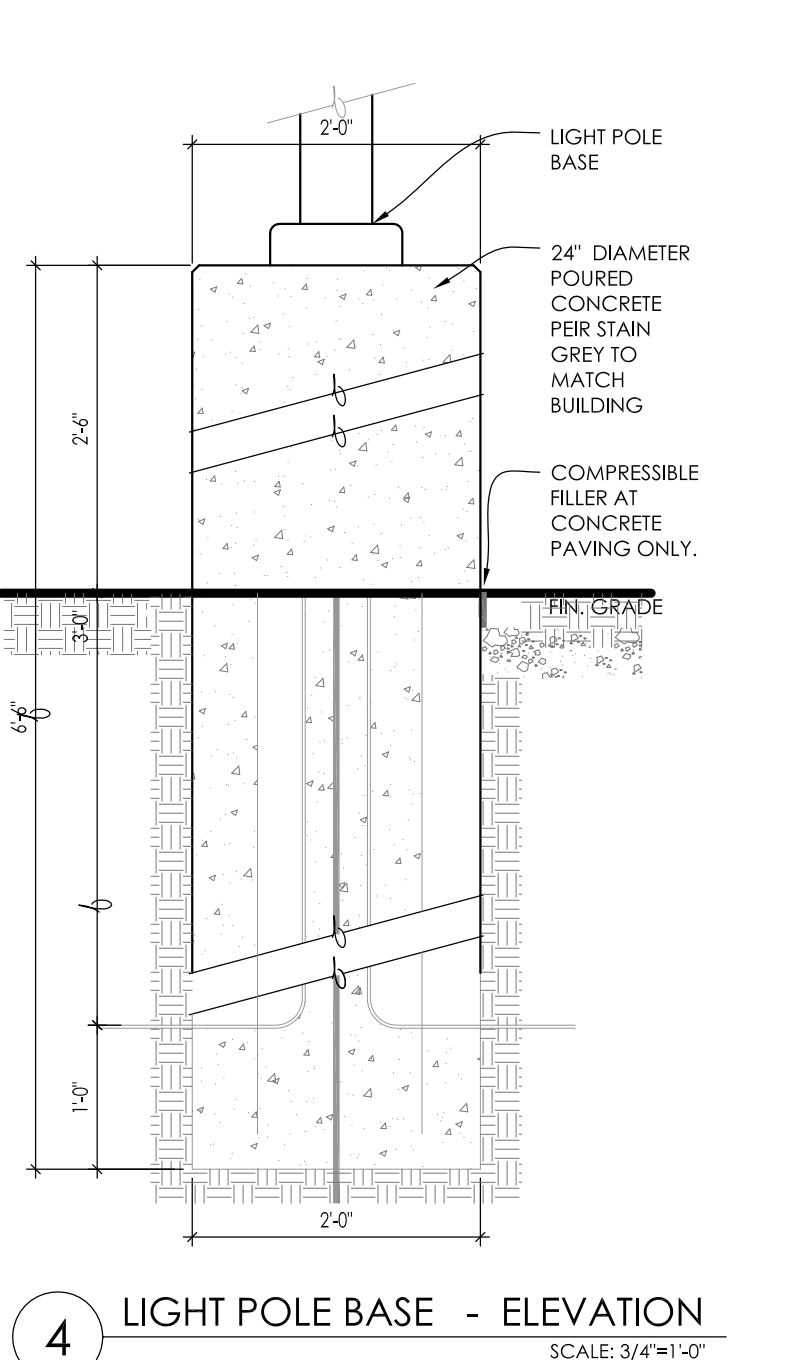 2'-0"
LIGHT POLE
BASE
24" DIAMETER
POURED
CONCRETE
PEIR STAIN
GREY TO
MATCH
BUILDING
2'-6"
COMPRESSIBLE
FILLER AT
CONCRETE
PAVING ONLY.
FIN. GRADE
3'-0"
6'-6"
1'-0"
2'-0"
4
LIGHT POLE BASE - ELEVATION
SCALE: 3/4"=1'-0"